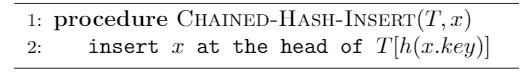 1: procedure CHAINED-HASH-INSERT(T, x)
2: insert x at the head of T[h(x.key)]